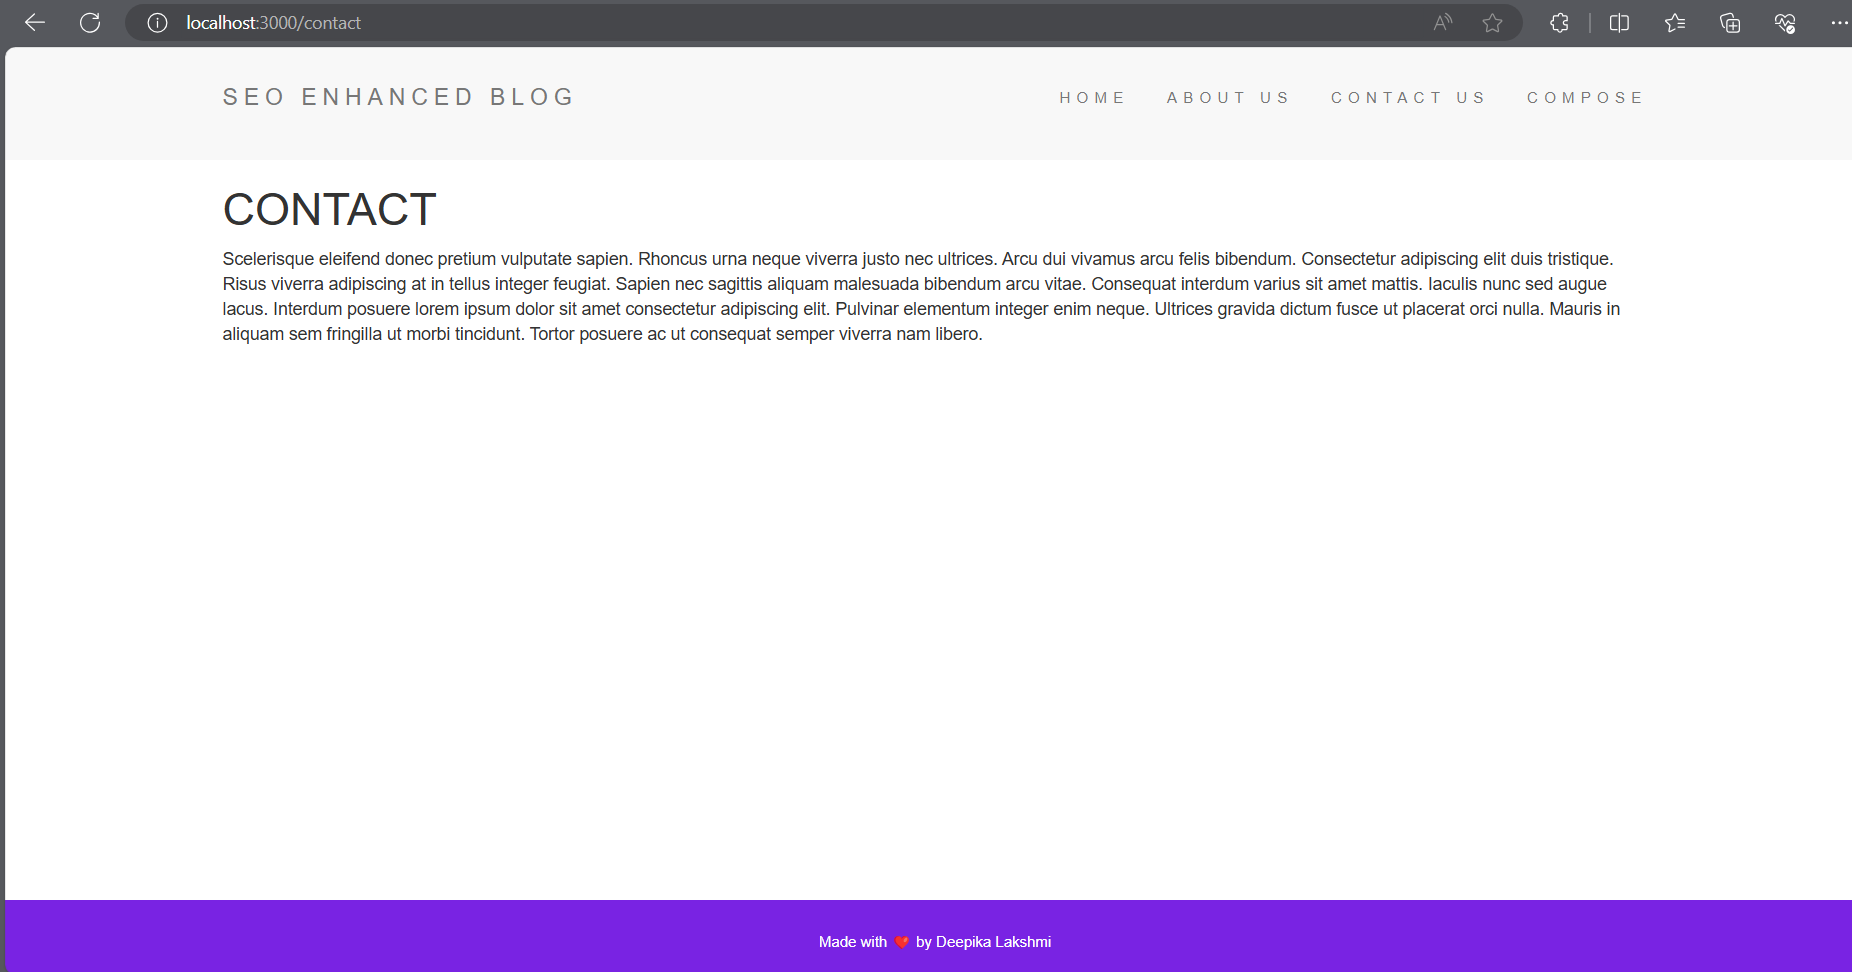 localhost:3000/contact
SEO ENHANCED BLOG
HOME ABOUT US CONTACT US COMPOSE
CONTACT
Scelerisque eleifend donec pretium vulputate sapien. Rhoncus urna neque viverra justo nec ultrices. Arcu dui vivamus arcu felis bibendum. Consectetur adipiscing elit duis tristique.
Risus viverra adipiscing at in tellus integer feugiat. Sapien nec sagittis aliquam malesuada bibendum arcu vitae. Consequat interdum varius sit amet mattis. Iaculis nunc sed augue
lacus. Interdum posuere lorem ipsum dolor sit amet consectetur adipiscing elit. Pulvinar elementum integer enim neque. Ultrices gravida dictum fusce ut placerat orci nulla. Mauris in
aliquam sem fringilla ut morbi tincidunt. Tortor posuere ac ut consequat semper viverra nam libero.
Made with ❤️ by Deepika Lakshmi